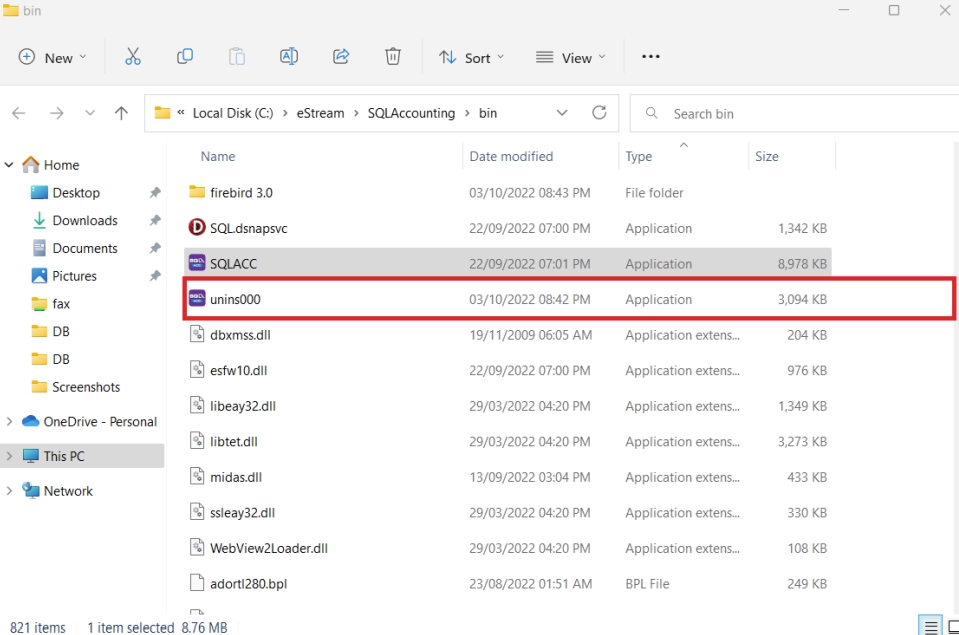 bin
New
Sort
View
« Local Disk (C:) > eStream > SQLAccounting > bin
Search bin
Home
Desktop
Downloads
Documents
Pictures
fax
DB
DB
Screenshots
OneDrive - Personal
This PC
Network
Name Date modified Type Size
firebird 3.0 03/10/2022 08:43 PM File folder
SQL.dsnapsvc 22/09/2022 07:00 PM Application 1,342 KB
SQLACC 22/09/2022 07:01 PM Application 8,978 KB
unins000 03/10/2022 08:42 PM Application 3,094 KB
dbxmss.dll 19/11/2009 06:05 AM Application extens... 204 KB
esfw10.dll 22/09/2022 07:00 PM Application extens... 976 KB
libeay32.dll 29/03/2022 04:20 PM Application extens... 1,349 KB
libtet.dll 29/03/2022 04:20 PM Application extens... 3,273 KB
midas.dll 13/09/2022 03:04 PM Application extens... 433 KB
ssleay32.dll 29/03/2022 04:20 PM Application extens... 330 KB
WebView2Loader.dll 29/03/2022 04:20 PM Application extens... 108 KB
adortl280.bpl 23/08/2022 01:51 AM BPL File 249 KB
821 items 1 item selected 8.76 MB